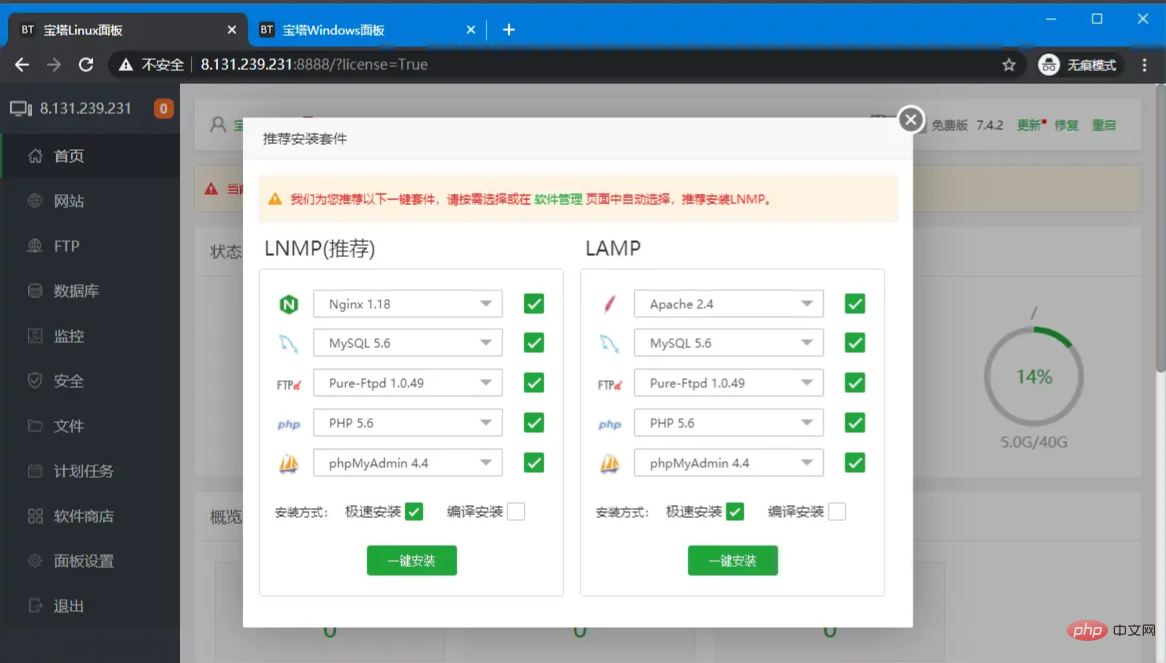 BT 宝塔Linux面板
BT 宝塔Windows面板
不安全 8.131.239.231:8888/?license=True
无痕模式
8.131.239.231 0
首页
网站
FTP
数据库
监控
安全
文件
计划任务
软件商店
面板设置
退出
宝
免费版 7.4.2 更新 修复 重启
当前
状态
/
14%
5.0G/40G
概览
推荐安装套件
我们为您推荐以下一键套件，请按需选择或在 软件管理 页面中自动选择，推荐安装LNMP。
LNMP(推荐)
Nginx 1.18
MySQL 5.6
FTPd Pure-Ftpd 1.0.49
php PHP 5.6
phpMyAdmin 4.4
安装方式： 极速安装 编译安装
一键安装
LAMP
Apache 2.4
MySQL 5.6
FTPd Pure-Ftpd 1.0.49
php PHP 5.6
phpMyAdmin 4.4
安装方式： 极速安装 编译安装
一键安装
0 0 0
php 中文网